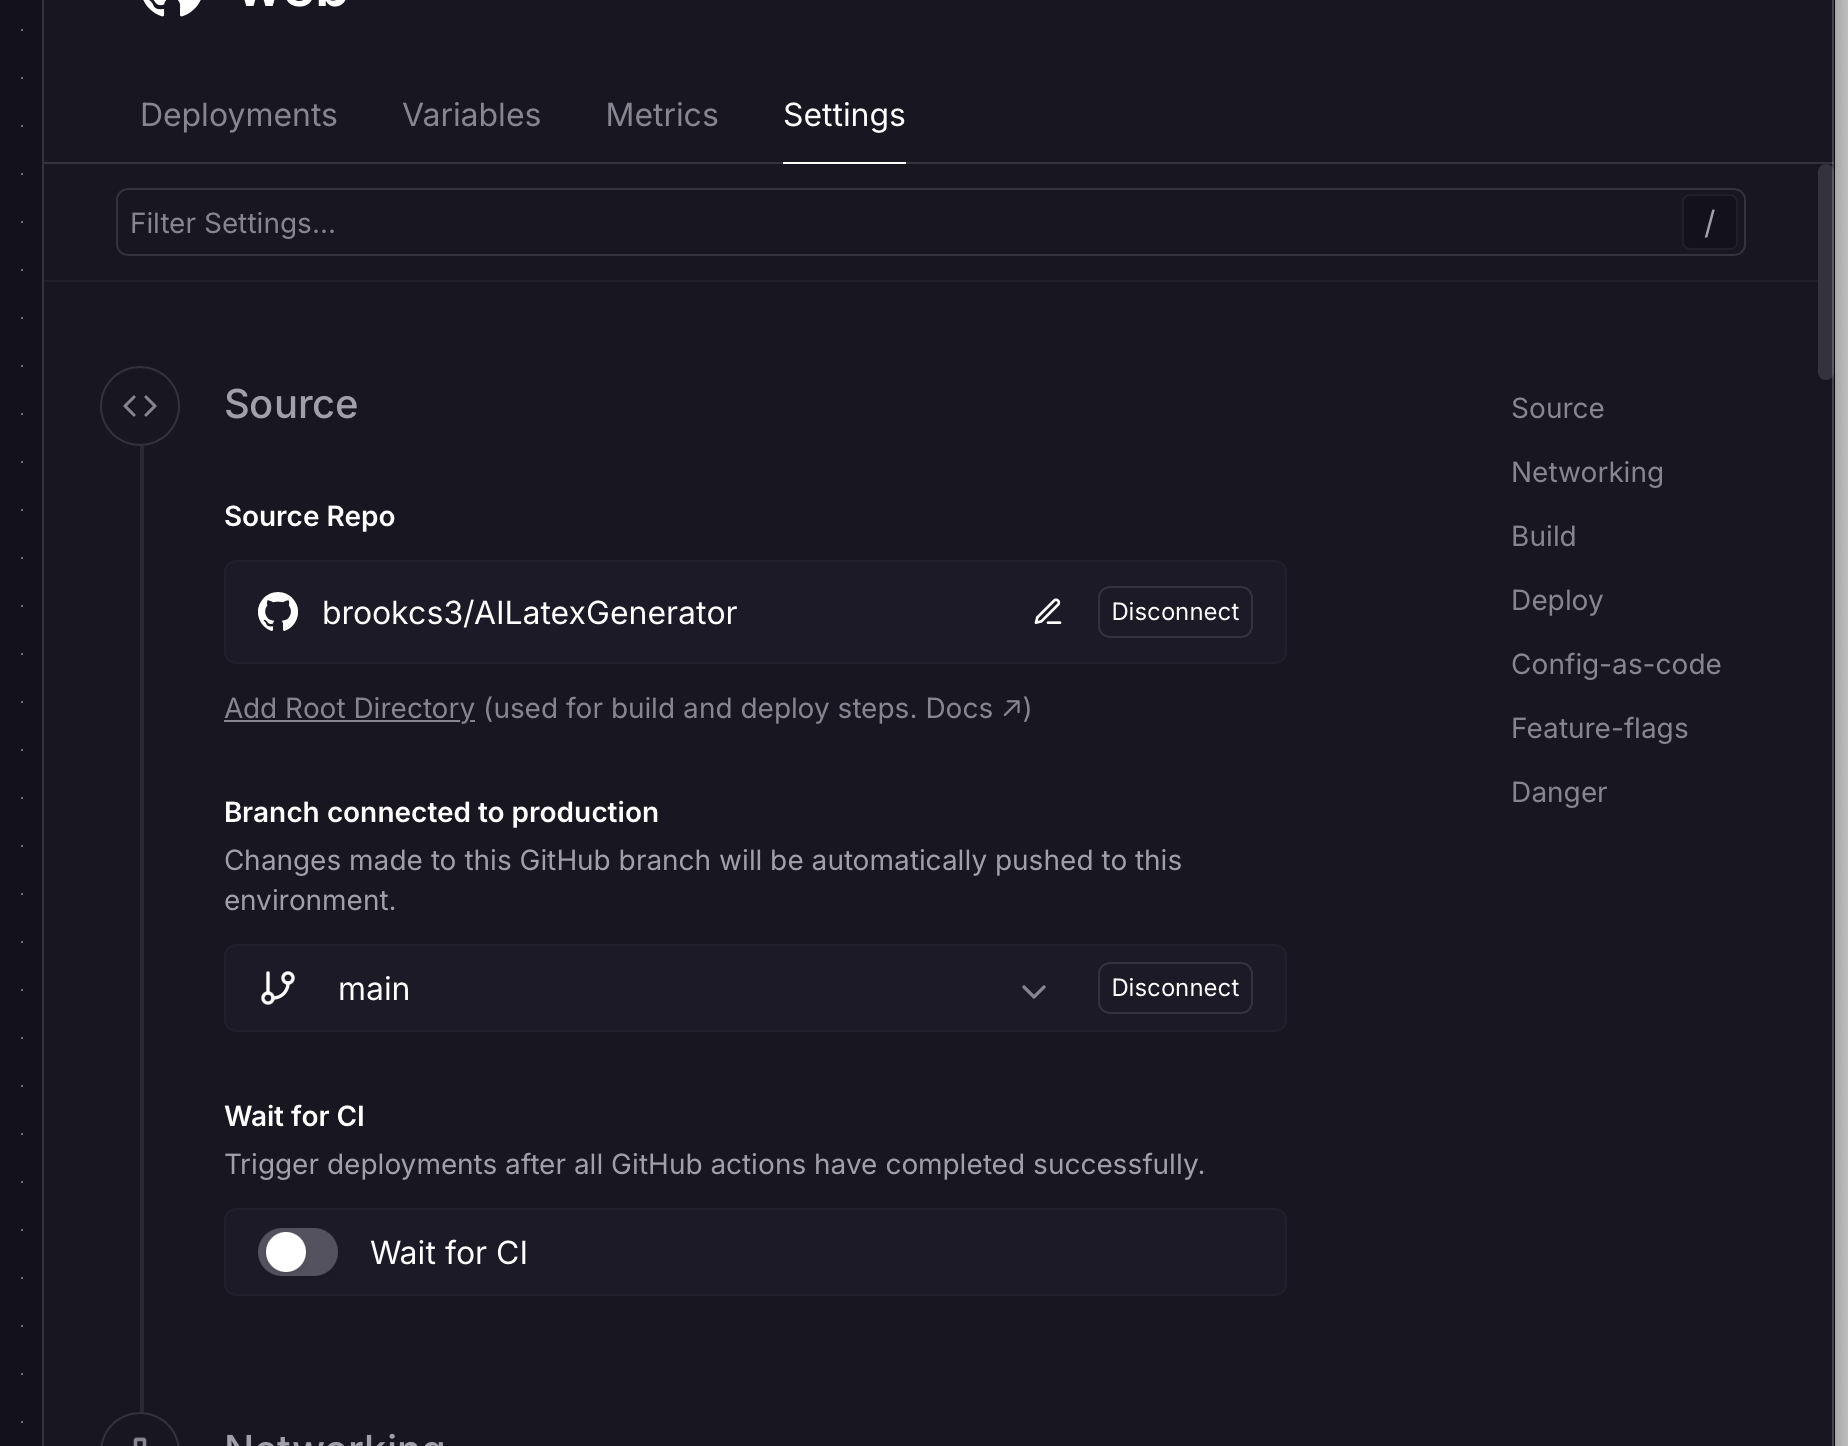 Web
Deployments Variables Metrics Settings
Filter Settings... /
Source
Source Repo
brookcs3/AILatexGenerator Disconnect
Add Root Directory (used for build and deploy steps. Docs ↗)
Branch connected to production
Changes made to this GitHub branch will be automatically pushed to this
environment.
main Disconnect
Wait for CI
Trigger deployments after all GitHub actions have completed successfully.
Wait for CI
Networking
Source
Networking
Build
Deploy
Config-as-code
Feature-flags
Danger